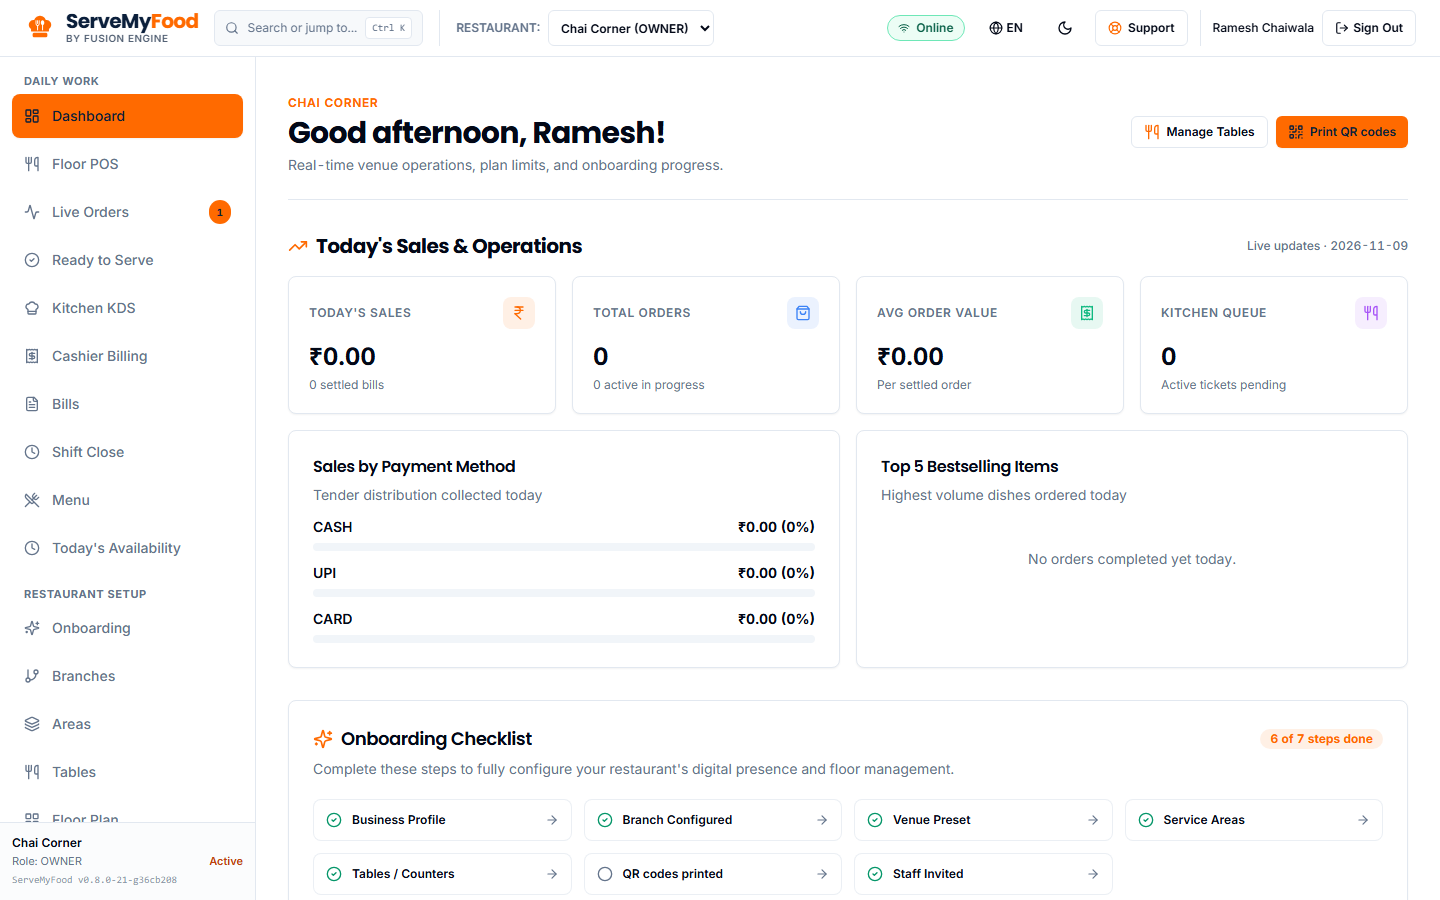 ServeMyFood
BY FUSION ENGINE
Search or jump to...
Ctrl K
RESTAURANT:
Chai Corner (OWNER)
Online
EN
Support
Ramesh Chaiwala
Sign Out
DAILY WORK
Dashboard
Floor POS
Live Orders
1
Ready to Serve
Kitchen KDS
Cashier Billing
Bills
Shift Close
Menu
Today's Availability
RESTAURANT SETUP
Onboarding
Branches
Areas
Tables
Floor Plan
Chai Corner
Role: OWNER
Active
ServeMyFood v0.8.0-21-g36cb208
CHAI CORNER
Good afternoon, Ramesh!
Real-time venue operations, plan limits, and onboarding progress.
Manage Tables
Print QR codes
Today's Sales & Operations
Live updates · 2026-11-09
TODAY'S SALES
₹0.00
0 settled bills
TOTAL ORDERS
0
0 active in progress
AVG ORDER VALUE
₹0.00
Per settled order
KITCHEN QUEUE
0
Active tickets pending
Sales by Payment Method
Tender distribution collected today
CASH
₹0.00 (0%)
UPI
₹0.00 (0%)
CARD
₹0.00 (0%)
Top 5 Bestselling Items
Highest volume dishes ordered today
No orders completed yet today.
Onboarding Checklist
6 of 7 steps done
Complete these steps to fully configure your restaurant's digital presence and floor management.
Business Profile
Branch Configured
Venue Preset
Service Areas
Tables / Counters
QR codes printed
Staff Invited